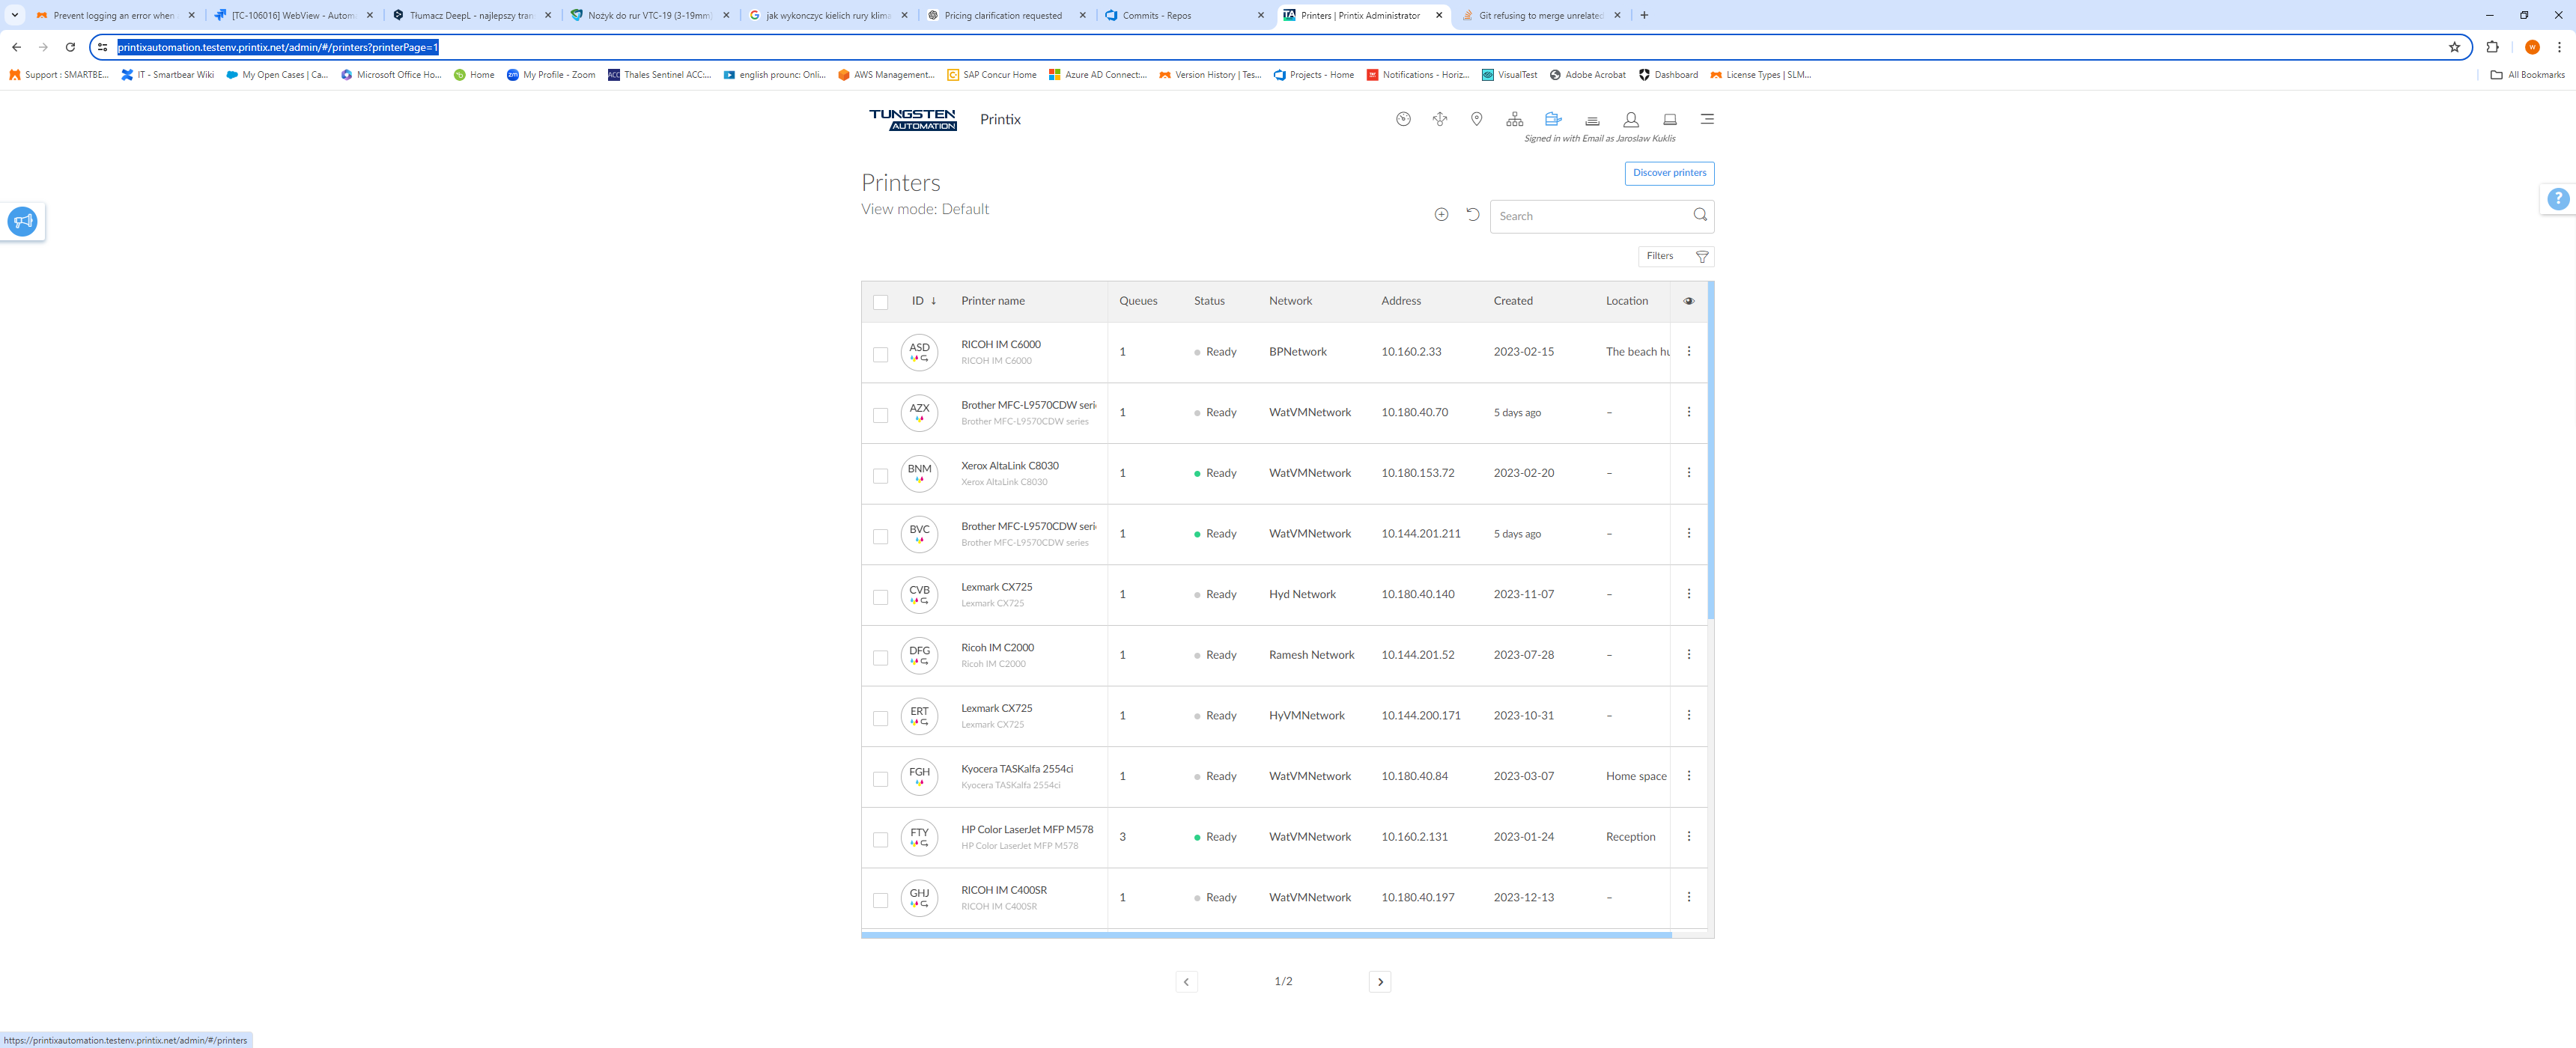 Prevent logging an error when
[TC-106016] WebView - Autom
Tłumacz DeepL - najlepszy tran
Nożyk do rur VTC-19 (3-19mm)
jak wykonczyc kielich rury klima
Pricing clarification requested
Commits - Repos
Printers | Printix Administrator
Git refusing to merge unrelated
printixautomation.testenv.printix.net/admin/#/printers?printerPage=1
W
Support : SMARTBE...
IT - Smartbear Wiki
My Open Cases | Ca...
Microsoft Office Ho...
Home
My Profile - Zoom
Thales Sentinel ACC:...
english prounc: Onli...
AWS Management...
SAP Concur Home
Azure AD Connect:...
Version History | Tes...
Projects - Home
Notifications - Horiz...
VisualTest
Adobe Acrobat
Dashboard
License Types | SLM...
All Bookmarks
TUNGSTEN
AUTOMATION
Printix
Signed in with Email as Jaroslaw Kuklis
Discover printers
Printers
View mode: Default
Search
Filters
ID ↓ Printer name Queues Status Network Address Created Location
ASD RICOH IM C6000 1 Ready BPNetwork 10.160.2.33 2023-02-15 The beach hu
RICOH IM C6000
AZX Brother MFC-L9570CDW seri 1 Ready WatVMNetwork 10.180.40.70 5 days ago –
Brother MFC-L9570CDW series
BNM Xerox AltaLink C8030 1 Ready WatVMNetwork 10.180.153.72 2023-02-20 –
Xerox AltaLink C8030
BVC Brother MFC-L9570CDW seri 1 Ready WatVMNetwork 10.144.201.211 5 days ago –
Brother MFC-L9570CDW series
CVB Lexmark CX725 1 Ready Hyd Network 10.180.40.140 2023-11-07 –
Lexmark CX725
DFG Ricoh IM C2000 1 Ready Ramesh Network 10.144.201.52 2023-07-28 –
Ricoh IM C2000
ERT Lexmark CX725 1 Ready HyVMNetwork 10.144.200.171 2023-10-31 –
Lexmark CX725
FGH Kyocera TASKalfa 2554ci 1 Ready WatVMNetwork 10.180.40.84 2023-03-07 Home space
Kyocera TASKalfa 2554ci
FTY HP Color LaserJet MFP M578 3 Ready WatVMNetwork 10.160.2.131 2023-01-24 Reception
HP Color LaserJet MFP M578
GHJ RICOH IM C400SR 1 Ready WatVMNetwork 10.180.40.197 2023-12-13 –
RICOH IM C400SR
1/2
https://printixautomation.testenv.printix.net/admin/#/printers